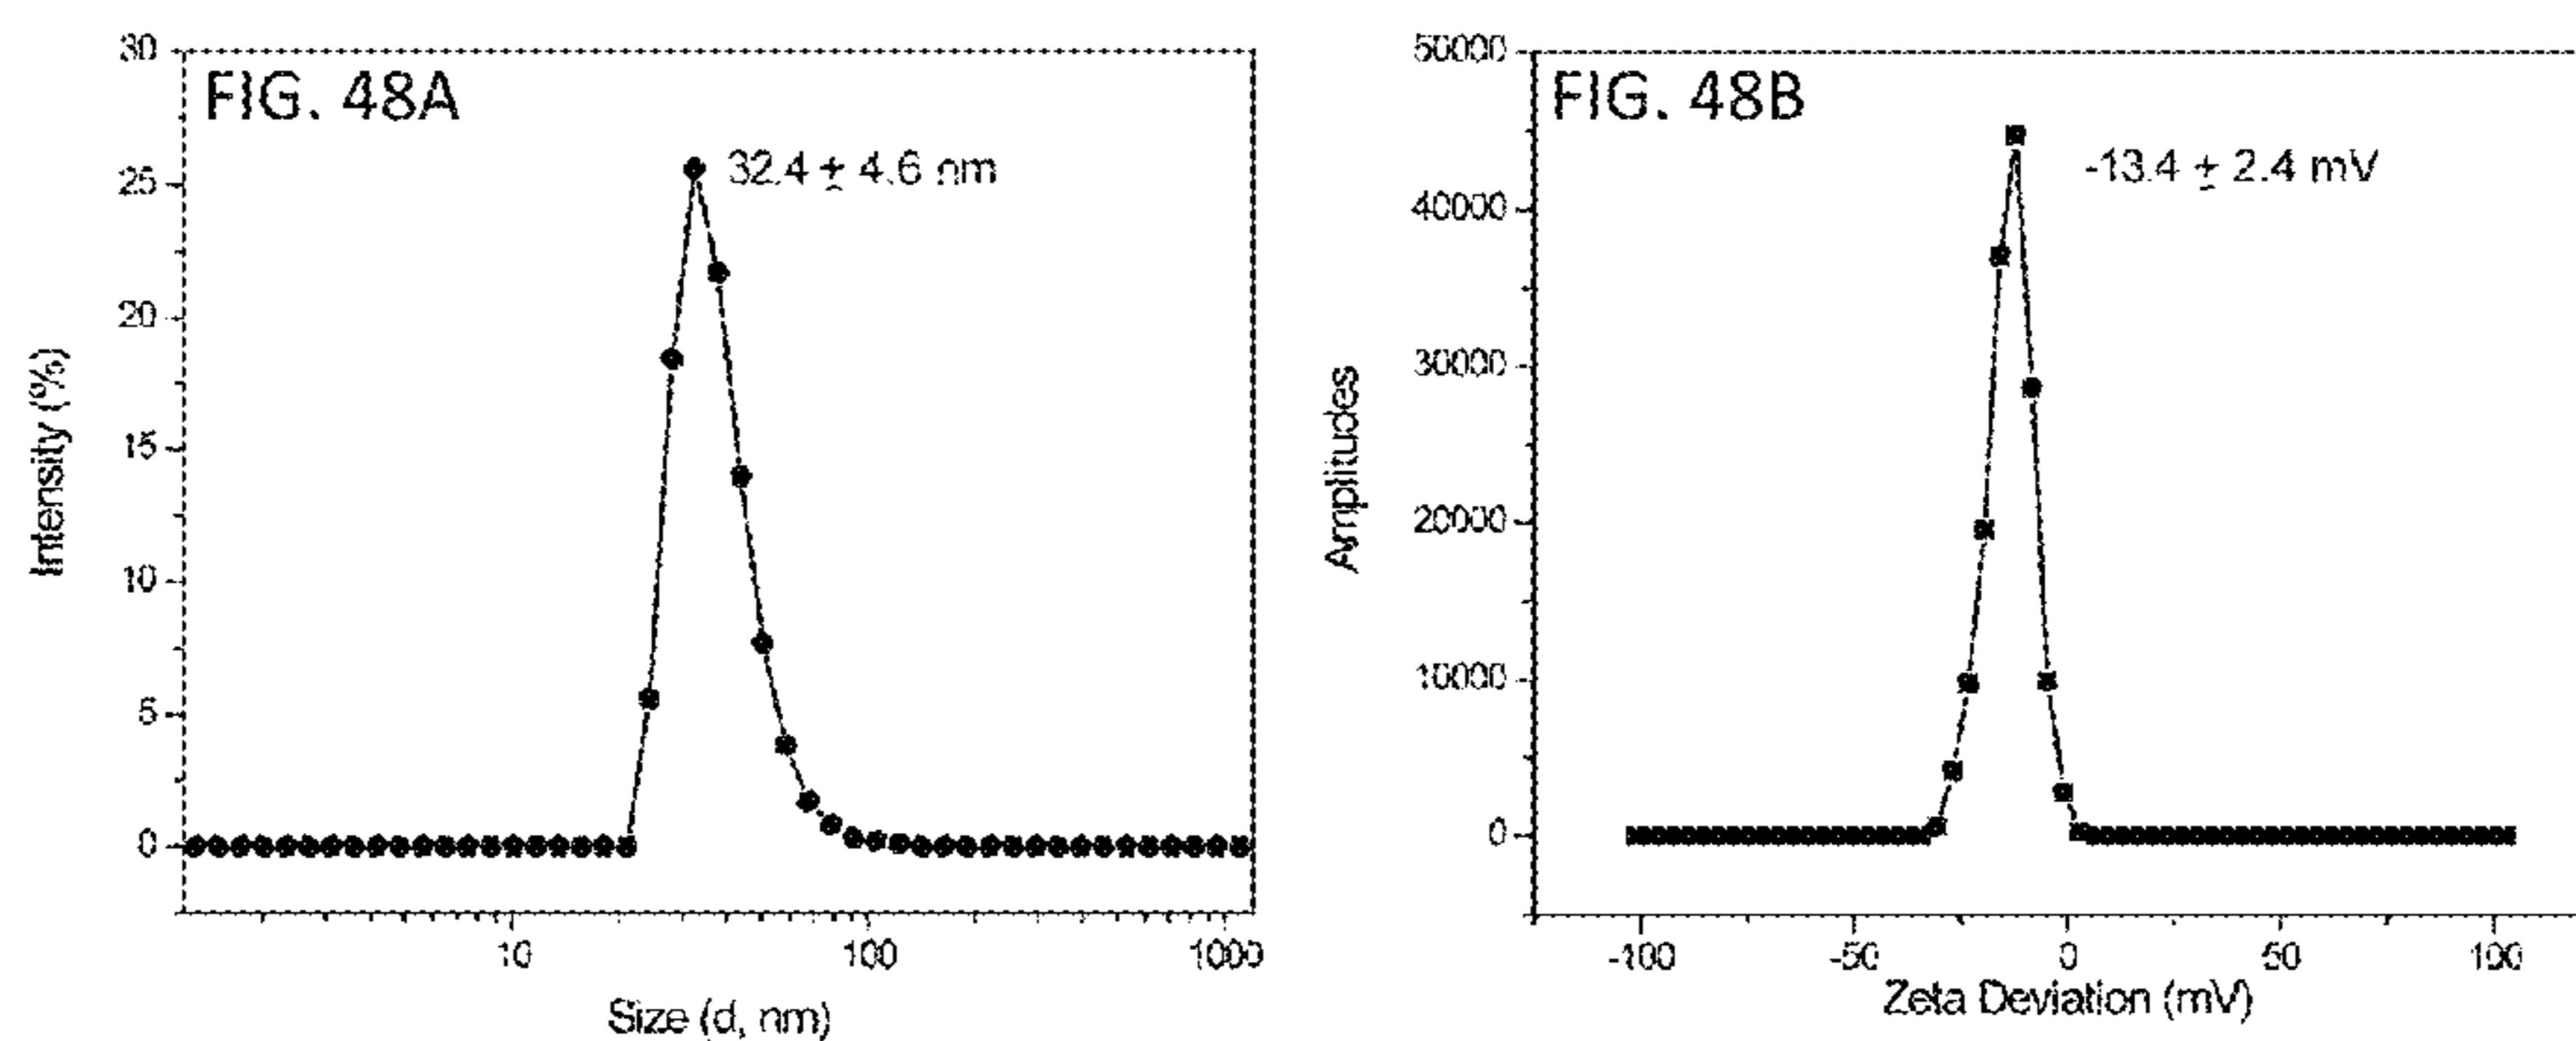 FIG. 48A
32.4 ± 4.6 nm
30
25
20
15
10
5
0
Intensity (%)
10
100
1000
Size (d, nm)
FIG. 48B
-13.4 ± 2.4 mV
50000
40000
30000
20000
10000
0
Amplitudes
-100
-50
0
50
100
Zeta Deviation (mV)